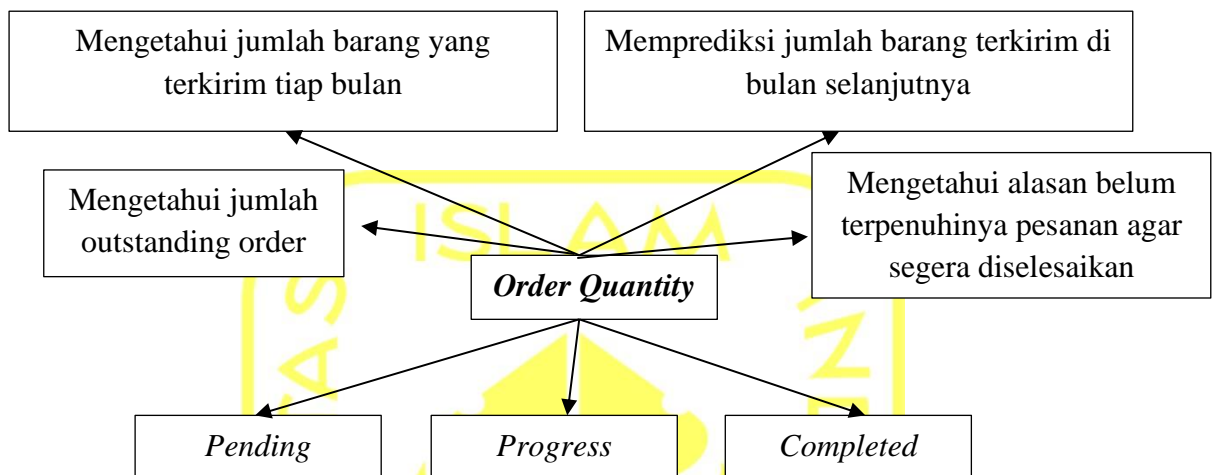 Mengetahui jumlah barang yang
terkirim tiap bulan
Memprediksi jumlah barang terkirim di
bulan selanjutnya
Mengetahui jumlah
outstanding order
Mengetahui alasan belum
terpenuhinya pesanan agar
segera diselesaikan
ISLAM
Order Quantity
Pending
Progress
Completed